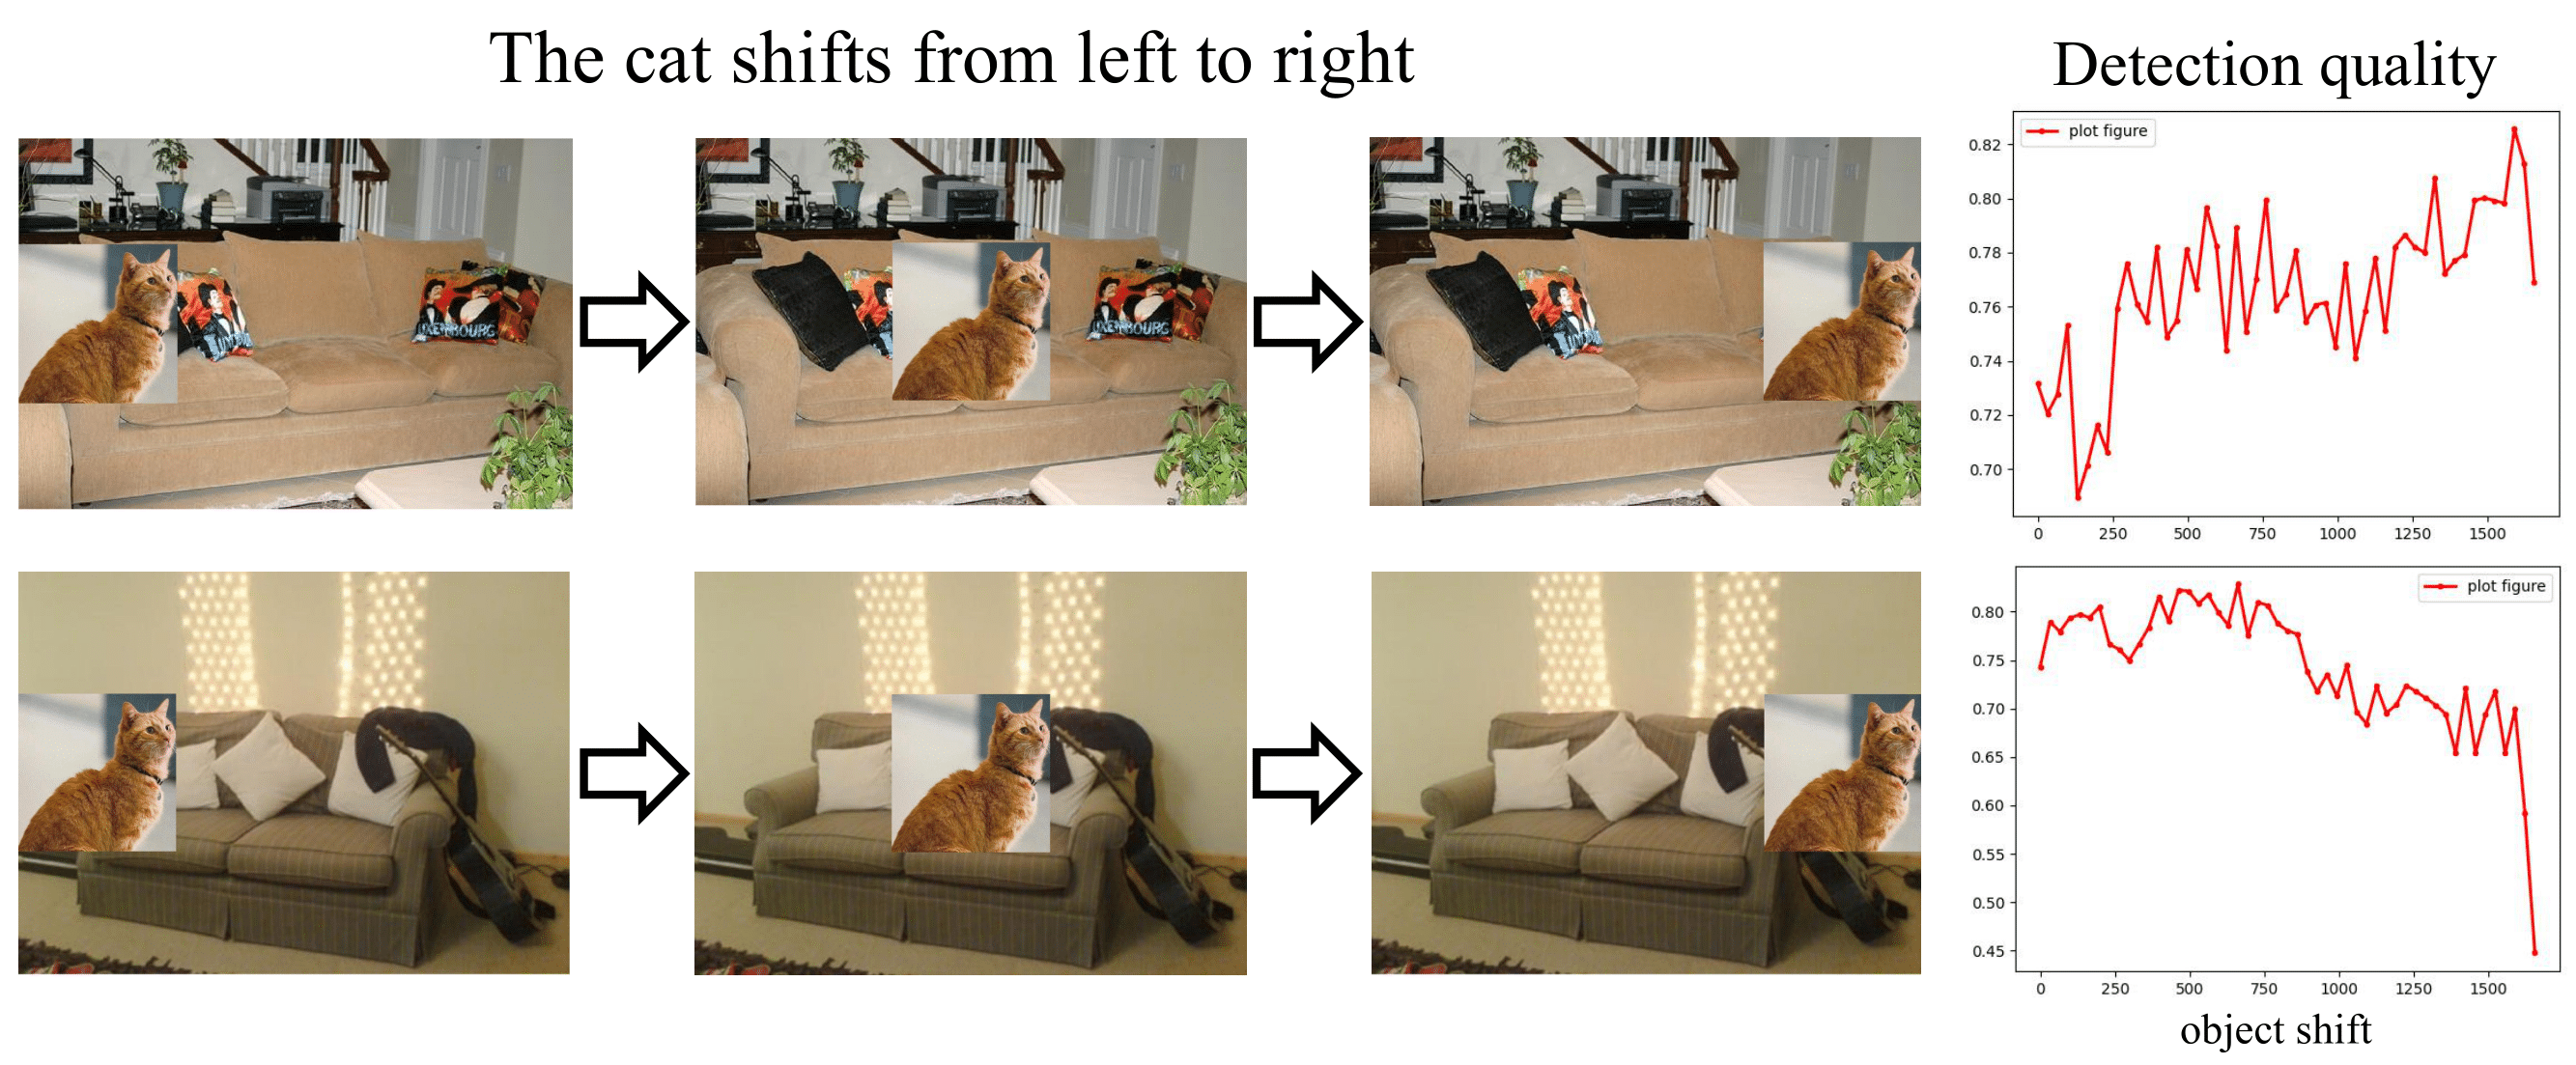 The cat shifts from left to right
Detection quality
plot figure
0.82
0.80
0.78
0.76
0.74
0.72
0.70
0 250 500 750 1000 1250 1500
UXEMBOURG
UXEMBOURG
plot figure
0.80
0.75
0.70
0.65
0.60
0.55
0.50
0.45
0 250 500 750 1000 1250 1500
object shift